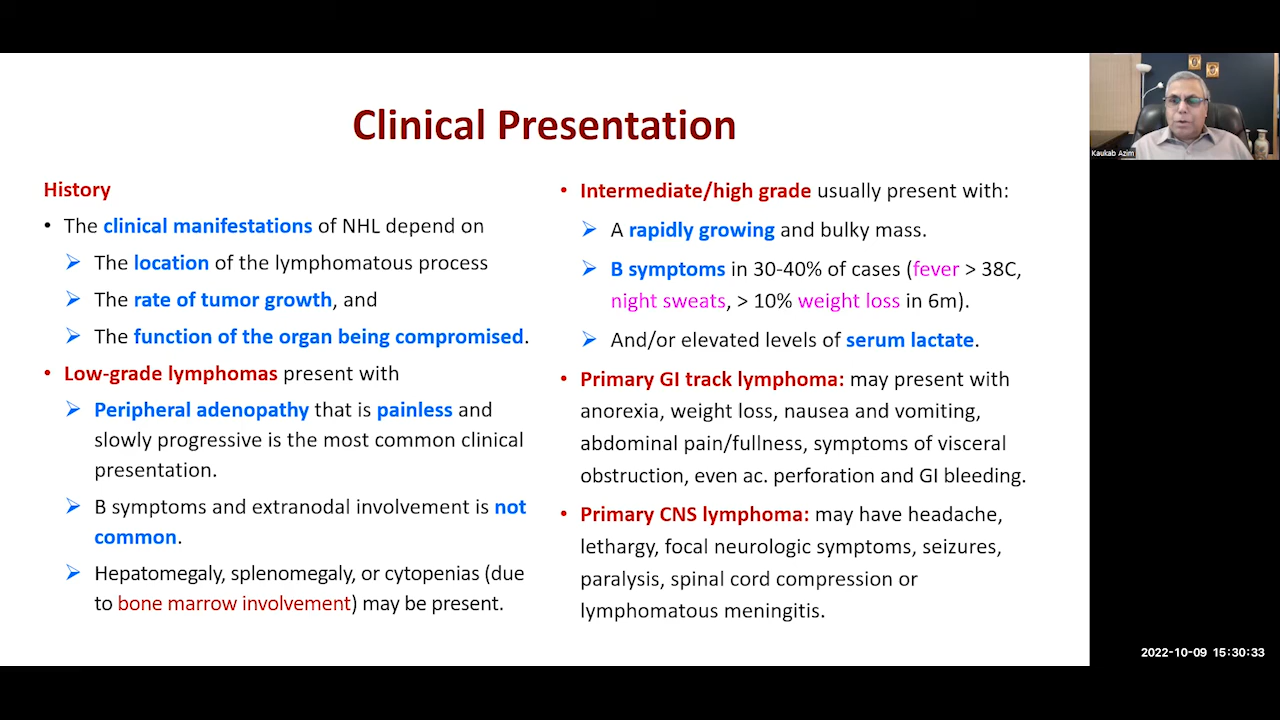 Clinical Presentation
History
• The clinical manifestations of NHL depend on
➢ The location of the lymphomatous process
➢ The rate of tumor growth, and
➢ The function of the organ being compromised.
• Low-grade lymphomas present with
➢ Peripheral adenopathy that is painless and
slowly progressive is the most common clinical
presentation.
➢ B symptoms and extranodal involvement is not
common.
➢ Hepatomegaly, splenomegaly, or cytopenias (due
to bone marrow involvement) may be present.
• Intermediate/high grade usually present with:
➢ A rapidly growing and bulky mass.
➢ B symptoms in 30-40% of cases (fever > 38C,
night sweats, > 10% weight loss in 6m).
➢ And/or elevated levels of serum lactate.
• Primary GI track lymphoma: may present with
anorexia, weight loss, nausea and vomiting,
abdominal pain/fullness, symptoms of visceral
obstruction, even ac. perforation and GI bleeding.
• Primary CNS lymphoma: may have headache,
lethargy, focal neurologic symptoms, seizures,
paralysis, spinal cord compression or
lymphomatous meningitis.
Kaukab Azim
2022-10-09 15:30:33